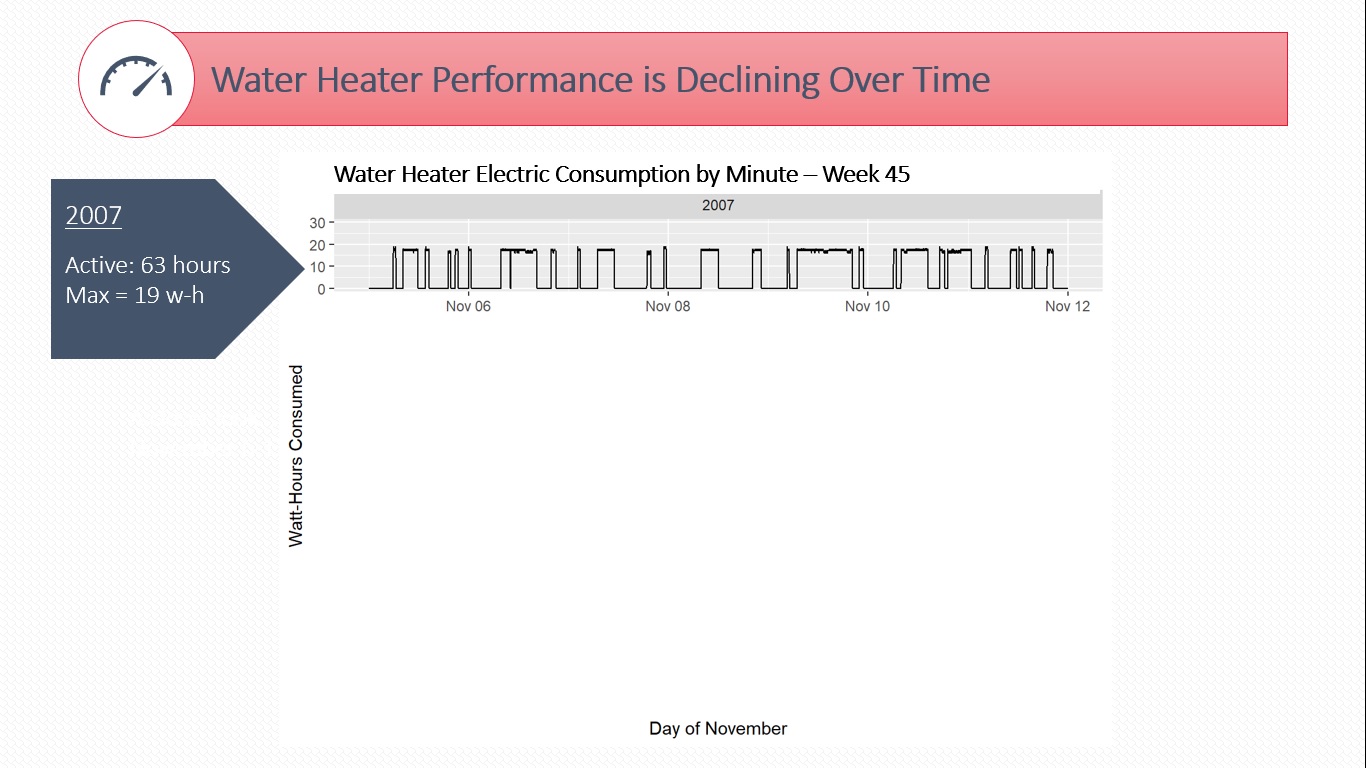 Water Heater Performance is Declining Over Time
2007
Active: 63 hours
Max = 19 w-h
Water Heater Electric Consumption by Minute – Week 45
2007
30
20
10
0
Nov 06 Nov 08 Nov 10 Nov 12
Watt-Hours Consumed
Day of November